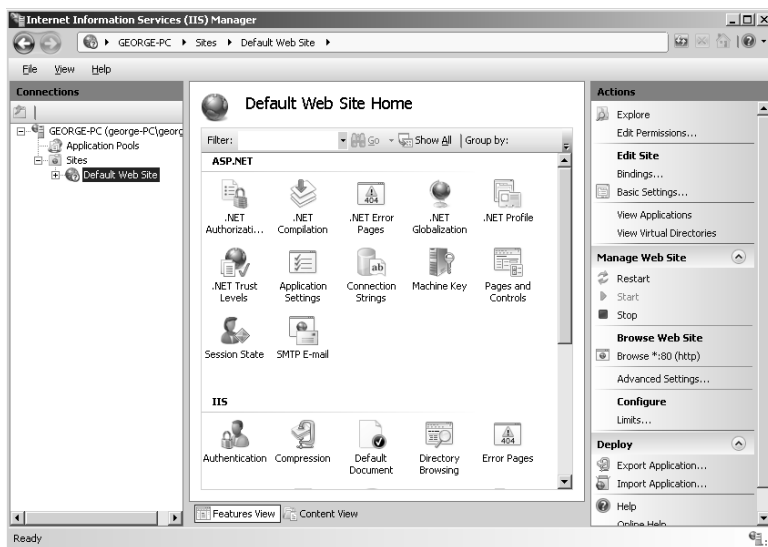 Internet Information Services (IIS) Manager
GEORGE-PC Sites Default Web Site
File View Help
Connections
GEORGE-PC (george-PC\georg
Application Pools
Sites
Default Web Site
Default Web Site Home
Filter: Go Show All Group by:
ASP.NET
.NET Authorizati...
.NET Compilation
.NET Error Pages
.NET Globalization
.NET Profile
.NET Trust Levels
Application Settings
Connection Strings
Machine Key
Pages and Controls
Session State
SMTP E-mail
IIS
Authentication
Compression
Default Document
Directory Browsing
Error Pages
Features View Content View
Actions
Explore
Edit Permissions...
Edit Site
Bindings...
Basic Settings...
View Applications
View Virtual Directories
Manage Web Site
Restart
Start
Stop
Browse Web Site
Browse *:80 (http)
Advanced Settings...
Configure
Limits...
Deploy
Export Application...
Import Application...
Help
Online Help
Ready